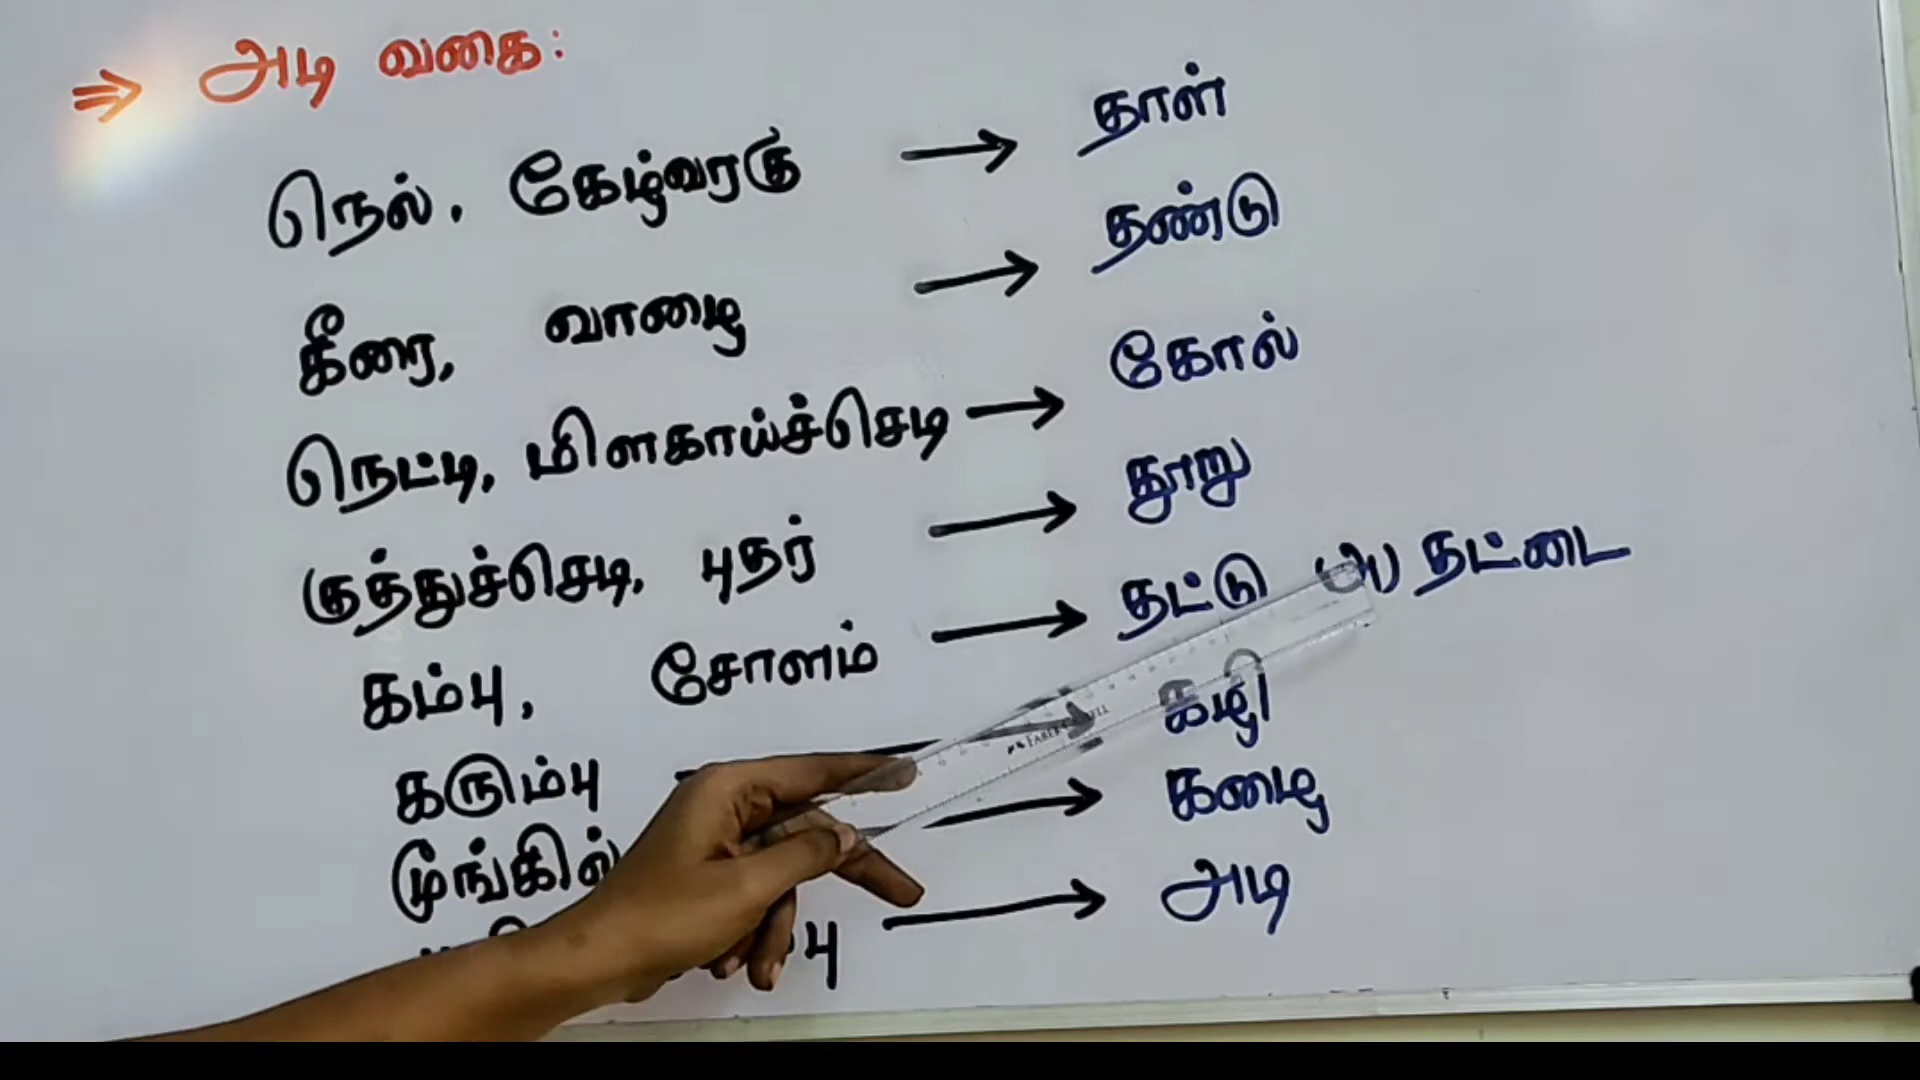 ⇒ அடி வகை:
நெல், கேழ்வரகு → தாள்
கீரை, வாழை → தண்டு
நெட்டி, மிளகாய்ச்செடி → கோல்
குத்துச்செடி, புதர் → தூறு
கம்பு, சோளம் → தட்டு தட்டை
கரும்பு → கழி
மூங்கில் → கழை
→ அடி